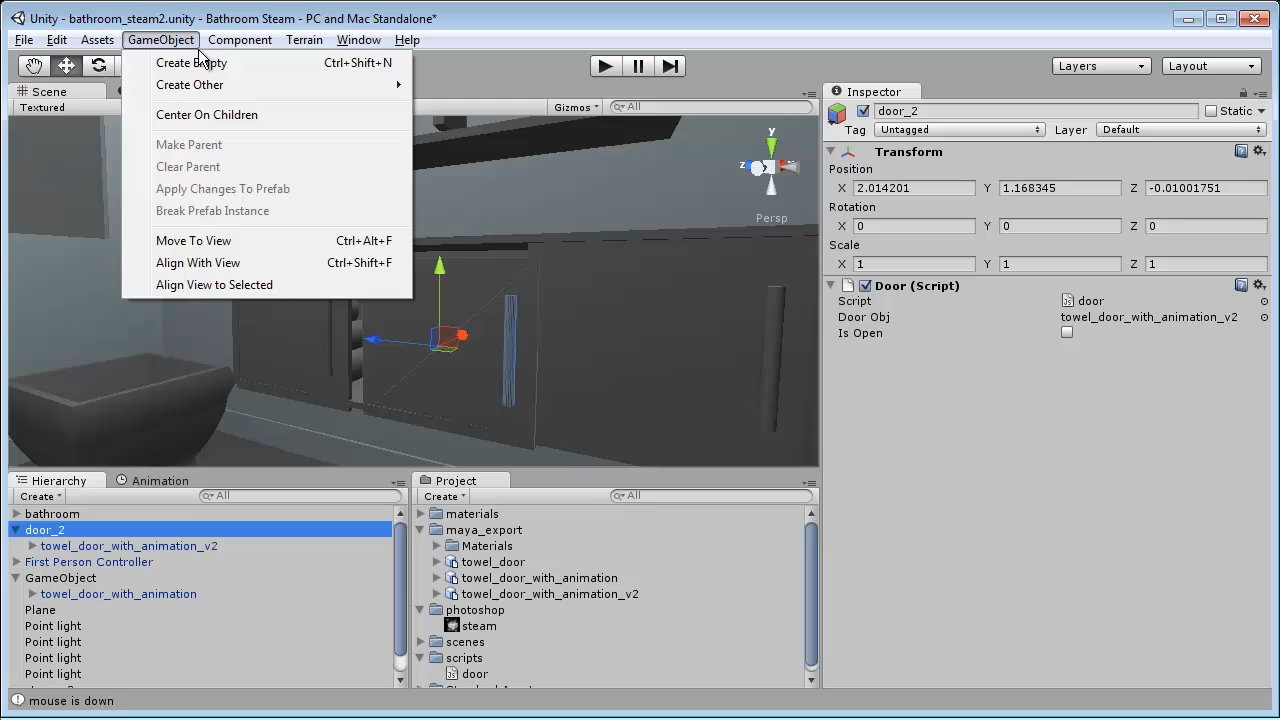 Unity - bathroom_steam2.unity - Bathroom Steam - PC and Mac Standalone*
File Edit Assets GameObject Component Terrain Window Help
Layers Layout
Create Empty Ctrl+Shift+N
Create Other
Center On Children
Make Parent
Clear Parent
Apply Changes To Prefab
Break Prefab Instance
Move To View Ctrl+Alt+F
Align With View Ctrl+Shift+F
Align View to Selected
Scene
Textured
Gizmos All
y
z
Persp
Inspector
door_2 Static
Tag Untagged Layer Default
Transform
Position
X 2.014201 Y 1.168345 Z -0.01001751
Rotation
X 0 Y 0 Z 0
Scale
X 1 Y 1 Z 1
Door (Script)
Script door
Door Obj towel_door_with_animation_v2
Is Open
Hierarchy Animation
Create All
bathroom
door_2
towel_door_with_animation_v2
First Person Controller
GameObject
towel_door_with_animation
Plane
Point light
Point light
Point light
Point light
Project
Create All
materials
maya_export
Materials
towel_door
towel_door_with_animation
towel_door_with_animation_v2
photoshop
steam
scenes
scripts
door
mouse is down